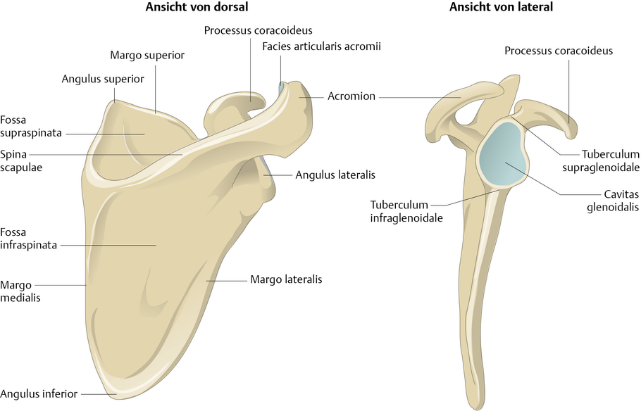 Ansicht von dorsal
Ansicht von lateral
Processus coracoideus
Facies articularis acromii
Margo superior
Angulus superior
Processus coracoideus
Acromion
Fossa
supraspinata
Spina
scapulae
Angulus lateralis
Tuberculum
supraglenoidale
Cavitas
glenoidalis
Tuberculum
infraglenoidale
Fossa
infraspinata
Margo
medialis
Margo lateralis
Angulus inferior